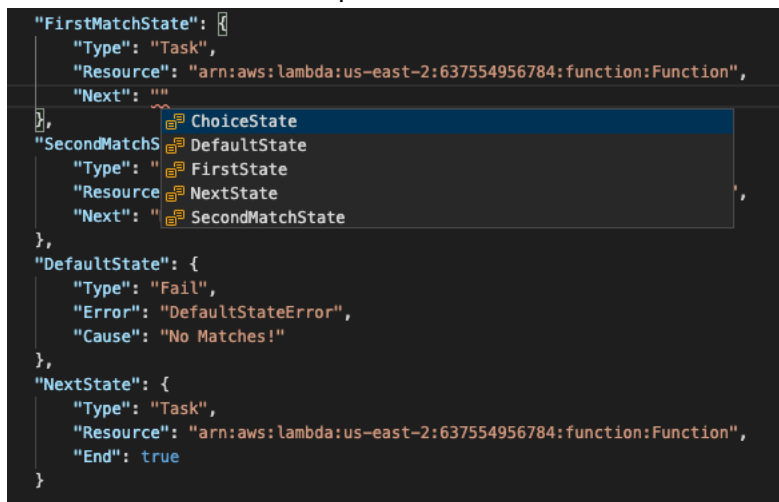 "FirstMatchState": {
"Type": "Task",
"Resource": "arn:aws:lambda:us-east-2:637554956784:function:Function",
"Next": ""
},
ChoiceState
"SecondMatchS
DefaultState
"Type": "
FirstState
"Resource
NextState
",
"Next": "
SecondMatchState
},
"DefaultState": {
"Type": "Fail",
"Error": "DefaultStateError",
"Cause": "No Matches!"
},
"NextState": {
"Type": "Task",
"Resource": "arn:aws:lambda:us-east-2:637554956784:function:Function",
"End": true
}